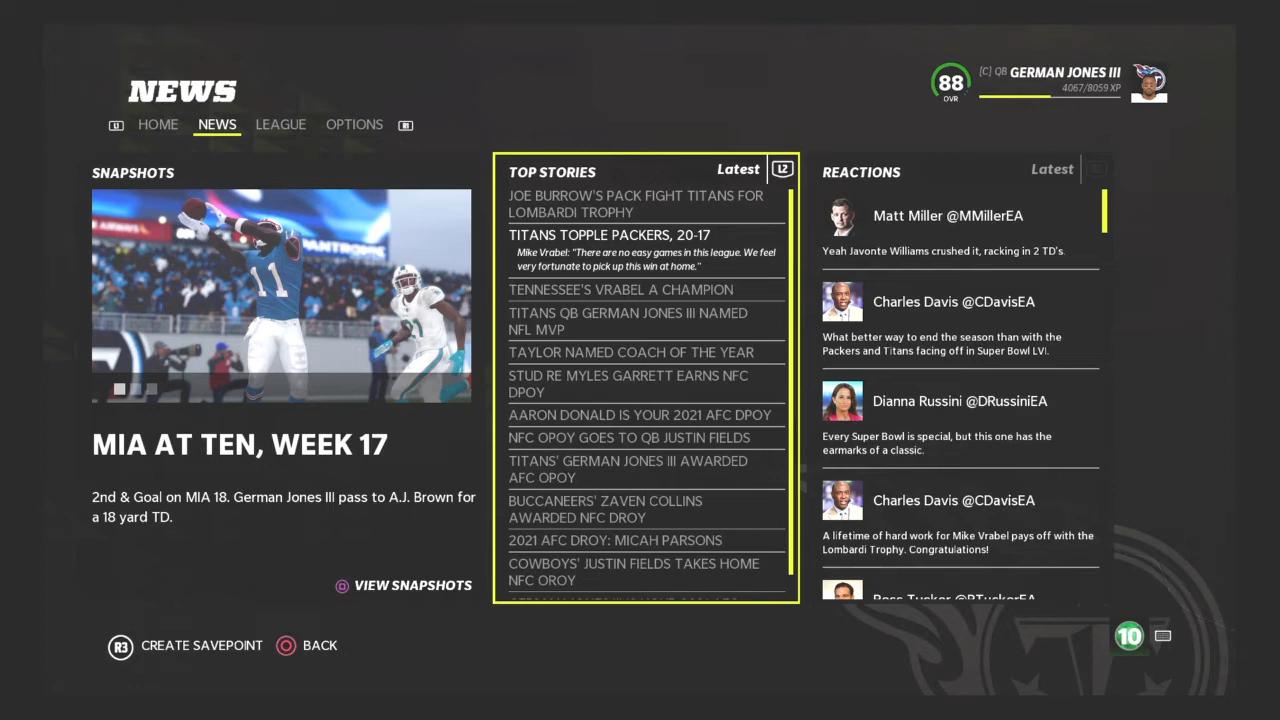 NEWS
88
OVR
[C] QB GERMAN JONES III
4067/8059 XP
L1 HOME NEWS LEAGUE OPTIONS R1
SNAPSHOTS
11
21
MIA AT TEN, WEEK 17
2nd & Goal on MIA 18. German Jones III pass to A.J. Brown for
a 18 yard TD.
VIEW SNAPSHOTS
TOP STORIES
Latest L2
JOE BURROW'S PACK FIGHT TITANS FOR
LOMBARDI TROPHY
TITANS TOPPLE PACKERS, 20-17
Mike Vrabel: "There are no easy games in this league. We feel
very fortunate to pick up this win at home."
TENNESSEE'S VRABEL A CHAMPION
TITANS QB GERMAN JONES III NAMED
NFL MVP
TAYLOR NAMED COACH OF THE YEAR
STUD RE MYLES GARRETT EARNS NFC
DPOY
AARON DONALD IS YOUR 2021 AFC DPOY
NFC OPOY GOES TO QB JUSTIN FIELDS
TITANS' GERMAN JONES III AWARDED
AFC OPOY
BUCCANEERS' ZAVEN COLLINS
AWARDED NFC DROY
2021 AFC DROY: MICAH PARSONS
COWBOYS' JUSTIN FIELDS TAKES HOME
NFC OROY
REACTIONS
Latest
Matt Miller @MMillerEA
Yeah Javonte Williams crushed it, racking in 2 TD's.
Charles Davis @CDavisEA
What better way to end the season than with the
Packers and Titans facing off in Super Bowl LVI.
Dianna Russini @DRussiniEA
Every Super Bowl is special, but this one has the
earmarks of a classic.
Charles Davis @CDavisEA
A lifetime of hard work for Mike Vrabel pays off with the
Lombardi Trophy. Congratulations!
Ross Tucker @RTuckerEA
R3 CREATE SAVEPOINT BACK
10